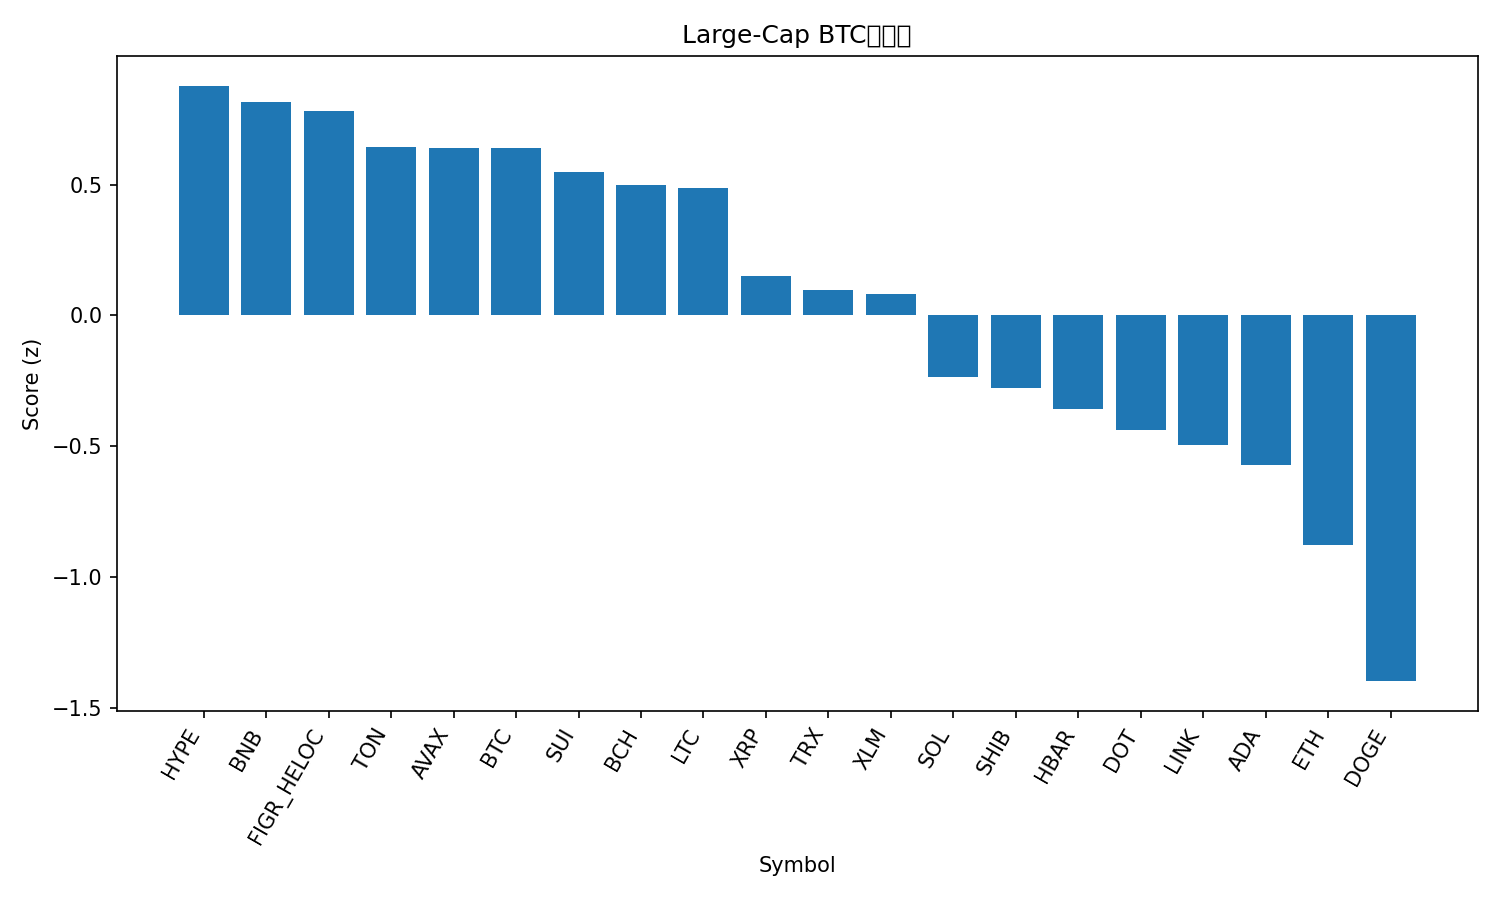 Large-Cap BTC□□□
Score (z)
0.5
0.0
−0.5
−1.0
−1.5
HYPE
BNB
FIGR_HELOC
TON
AVAX
BTC
SUI
BCH
LTC
XRP
TRX
XLM
SOL
SHIB
HBAR
DOT
LINK
ADA
ETH
DOGE
Symbol